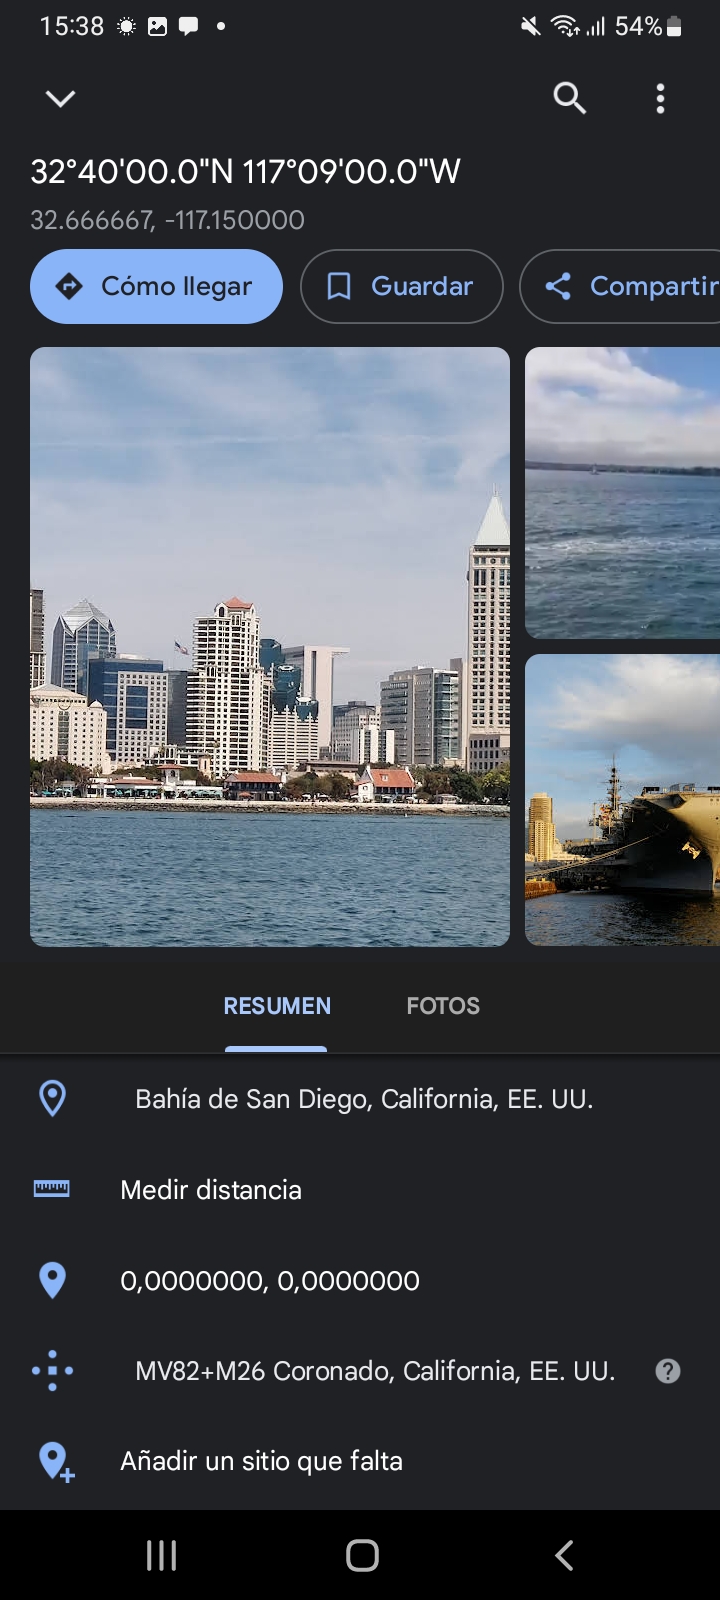 15:38
54%
32°40'00.0"N 117°09'00.0"W
32.666667, -117.150000
Cómo llegar
Guardar
Compartir
RESUMEN
FOTOS
Bahía de San Diego, California, EE. UU.
Medir distancia
0,0000000, 0,0000000
MV82+M26 Coronado, California, EE. UU.
Añadir un sitio que falta